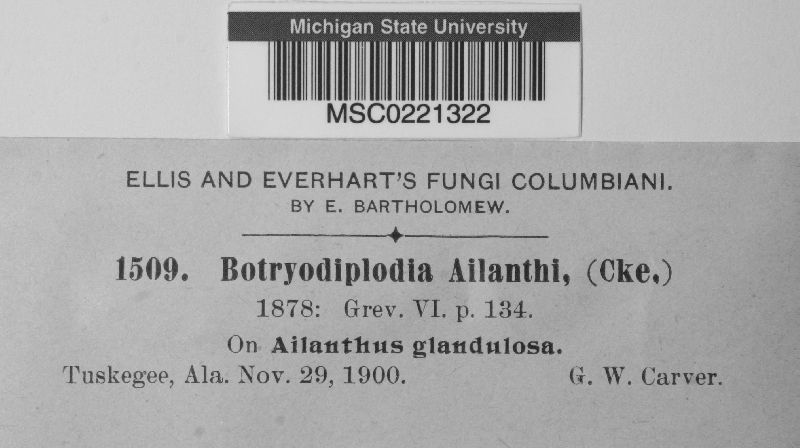 Michigan State University
MSC0221322
ELLIS AND EVERHART'S FUNGI COLUMBIANI.
BY E. BARTHOLOMEW.
1509. Botryodiplodia Ailanthi, (Cke.)
1878: Grev. VI. p. 134.
On Ailanthus glandulosa.
Tuskegee, Ala. Nov. 29, 1900. G. W. Carver.